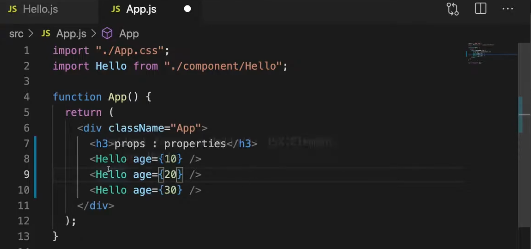 Hello.js App.js
src > App.js > App
1 import "./App.css";
2 import Hello from "./component/Hello";
3
4 function App() {
5 return (
6 <div className="App">
7 <h3>props : properties</h3>
8 <Hello age={10} />
9 <Hello age={20} />
10 <Hello age={30} />
11 </div>
12 );
13 }